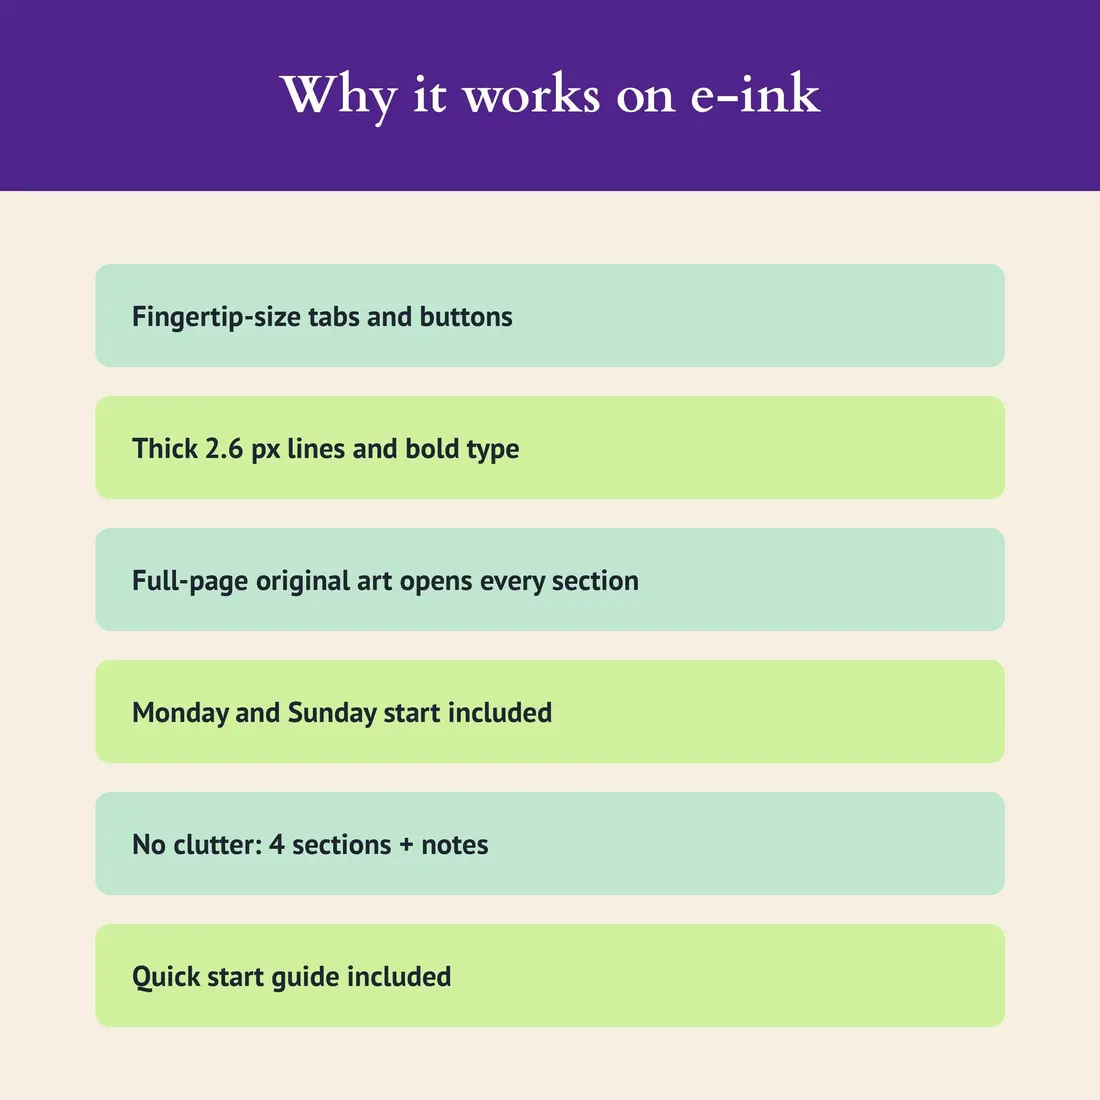 Why it works on e-ink
Fingertip-size tabs and buttons
Thick 2.6 px lines and bold type
Full-page original art opens every section
Monday and Sunday start included
No clutter: 4 sections + notes
Quick start guide included